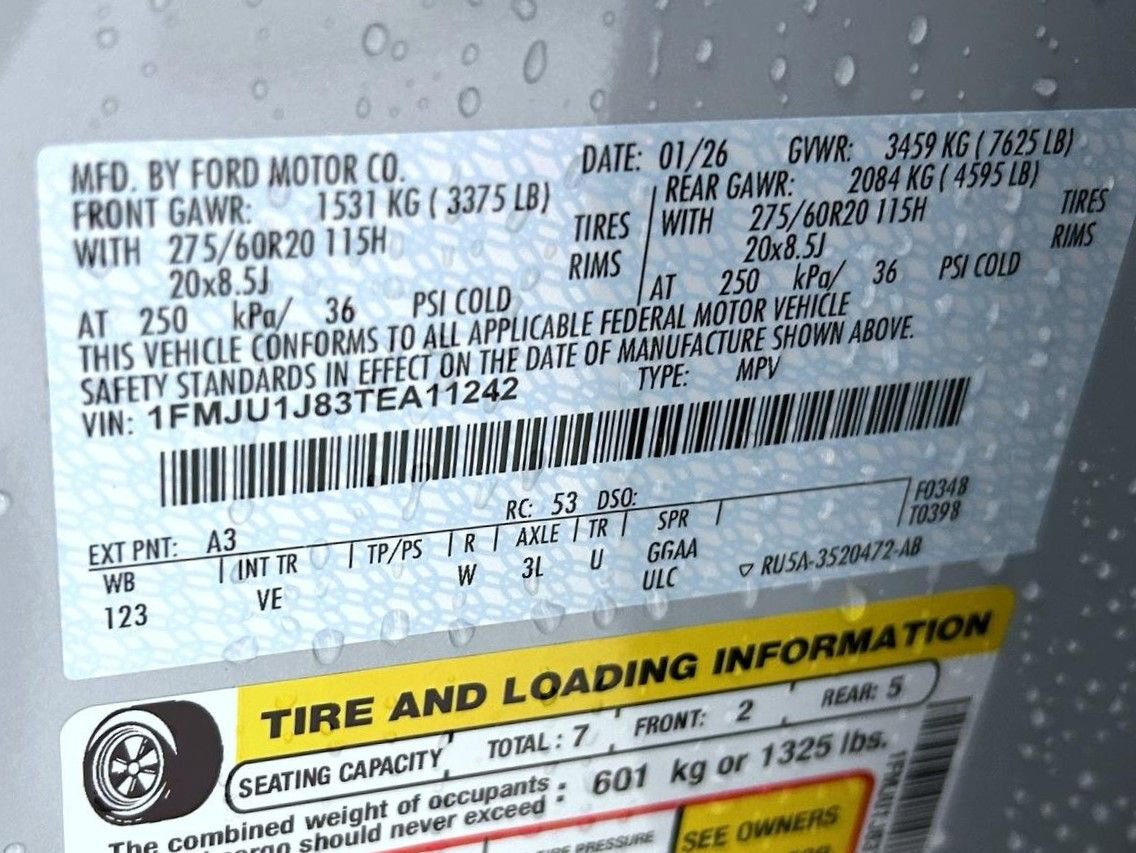 MFD. BY FORD MOTOR CO. DATE: 01/26 GVWR: 3459 KG ( 7625 LB)
FRONT GAWR: 1531 KG ( 3375 LB) REAR GAWR: 2084 KG ( 4595 LB)
WITH 275/60R20 115H TIRES WITH 275/60R20 115H TIRES
20x8.5J RIMS 20x8.5J RIMS
AT 250 kPa/ 36 PSI COLD AT 250 kPa/ 36 PSI COLD
THIS VEHICLE CONFORMS TO ALL APPLICABLE FEDERAL MOTOR VEHICLE
SAFETY STANDARDS IN EFFECT ON THE DATE OF MANUFACTURE SHOWN ABOVE.
VIN: 1FMJU1J83TEA11242 TYPE: MPV
EXT PNT: A3 RC: 53 DSO: F0348
WB INT TR TP/PS R AXLE TR SPR T0398
123 VE W 3L U GGAA
ULC RU5A-3520472-AB
TIRE AND LOADING INFORMATION
SEATING CAPACITY TOTAL : 7 FRONT: 2 REAR: 5
The combined weight of occupants : 601 kg or 1325 lbs.
cargo should never exceed
PRESSURE SEE OWNERS